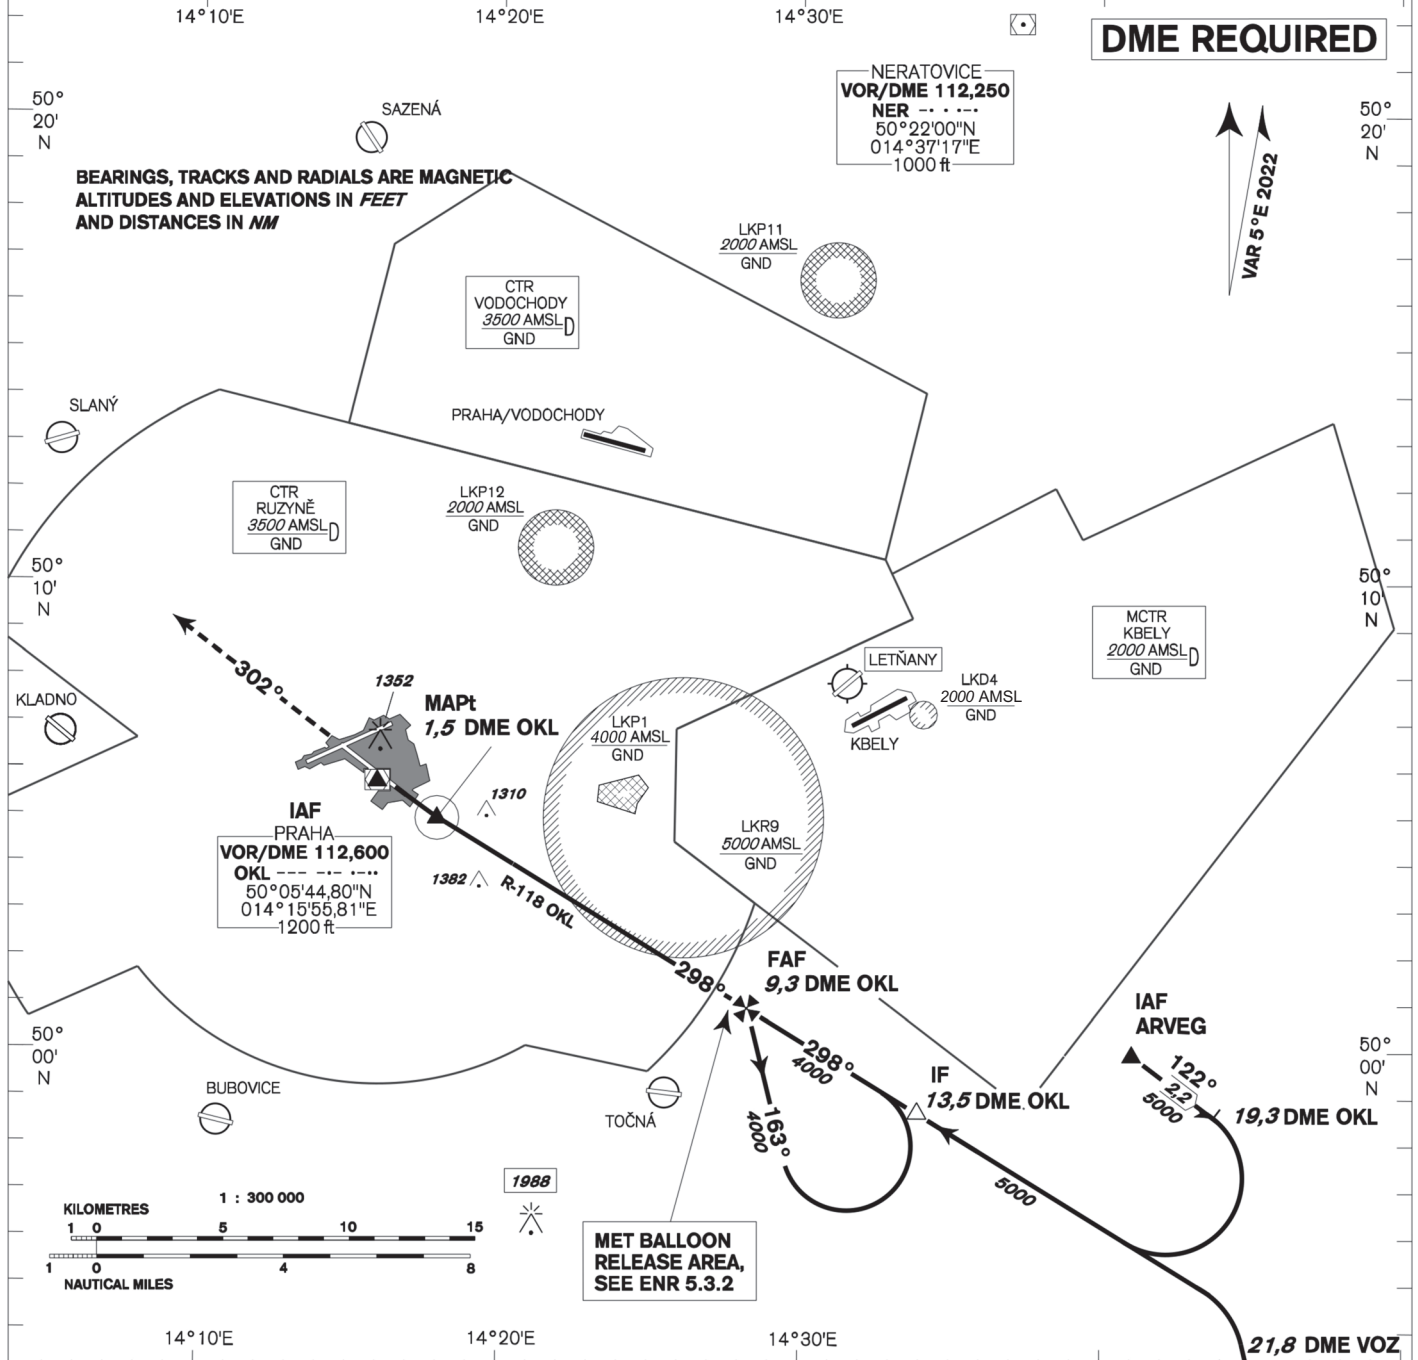 14°10'E
14°20'E
14°30'E
DME REQUIRED
NERATOVICE
VOR/DME 112,250
NER –· · ·–·
50°22'00"N
014°37'17"E
1000 ft
50°
20'
N
50°
20'
N
SAZENÁ
BEARINGS, TRACKS AND RADIALS ARE MAGNETIC
ALTITUDES AND ELEVATIONS IN FEET
AND DISTANCES IN NM
VAR 5°E 2022
LKP11
2000 AMSL
GND
CTR
VODOCHODY
3500 AMSL D
GND
SLANÝ
PRAHA/VODOCHODY
CTR
RUZYNĚ
3500 AMSL D
GND
LKP12
2000 AMSL
GND
50°
10'
N
50°
10'
N
MCTR
KBELY
2000 AMSL D
GND
LETŇANY
302°
1352
KLADNO
MAPt
1,5 DME OKL
LKP1
4000 AMSL
GND
LKD4
2000 AMSL
GND
KBELY
1310
IAF
PRAHA
VOR/DME 112,600
OKL ––– –·– ·–··
50°05'44,80"N
014°15'55,81"E
1200 ft
1382
LKR9
5000 AMSL
GND
R-118 OKL
298°
FAF
9,3 DME OKL
IAF
ARVEG
50°
00'
N
50°
00'
N
298°
4000
122°
2,2
5000
IF
13,5 DME OKL
19,3 DME OKL
BUBOVICE
TOČNÁ
163°
4000
5000
1988
1 : 300 000
KILOMETRES
1 0 5 10 15
1 0 4 8
NAUTICAL MILES
MET BALLOON
RELEASE AREA,
SEE ENR 5.3.2
14°10'E
14°20'E
14°30'E
21,8 DME VOZ